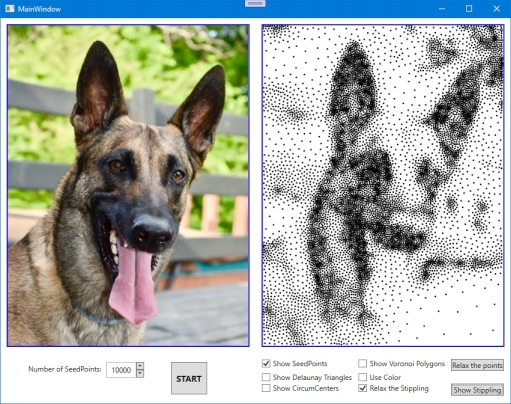 MainWindow
Number of SeedPoints: 10000
START
Show SeedPoints
Show Voronoi Polygons
Relax the points
Show Delaunay Triangles
Use Color
Show CircumCenters
Relax the Stippling
Show Stippling